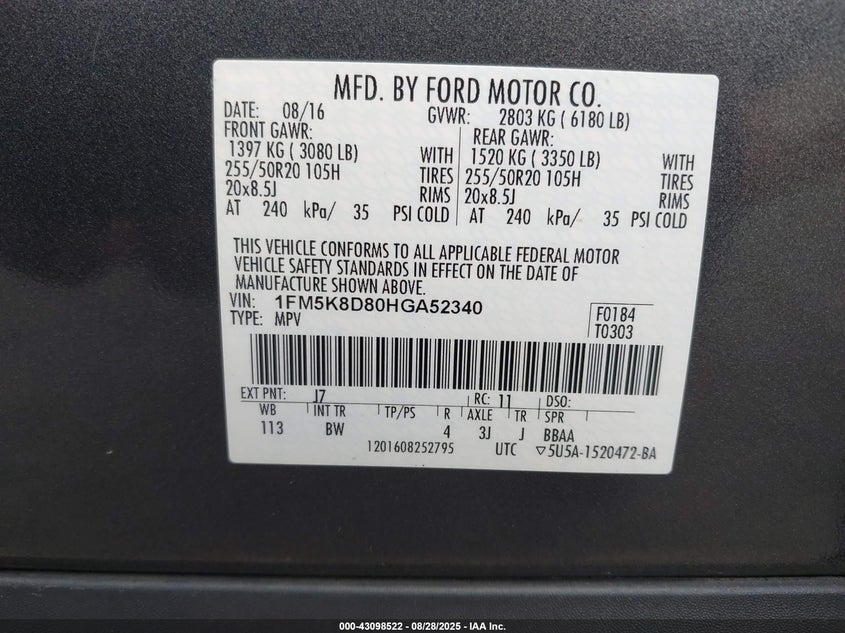 MFD. BY FORD MOTOR CO.
DATE: 08/16 GVWR: 2803 KG ( 6180 LB)
FRONT GAWR: REAR GAWR:
1397 KG ( 3080 LB) WITH 1520 KG ( 3350 LB) WITH
255/50R20 105H TIRES 255/50R20 105H TIRES
20x8.5J RIMS 20x8.5J RIMS
AT 240 kPa/ 35 PSI COLD AT 240 kPa/ 35 PSI COLD
THIS VEHICLE CONFORMS TO ALL APPLICABLE FEDERAL MOTOR
VEHICLE SAFETY STANDARDS IN EFFECT ON THE DATE OF
MANUFACTURE SHOWN ABOVE.
VIN: 1FM5K8D80HGA52340 F0184
TYPE: MPV T0303
EXT PNT: J7 RC: 11 DSO:
WB INT TR TP/PS R AXLE TR SPR
113 BW 4 3J J BBAA
1201608252795 UTC ▽5U5A-1520472-BA
000-43098522 - 08/28/2025 - IAA Inc.